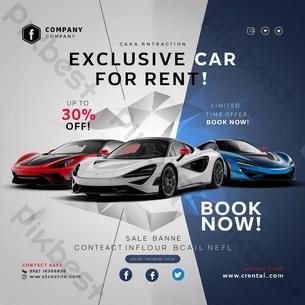 COMPANY
COMPANY
CAKA RNTRACTION
EXCLUSIVE CAR
FOR RENT!
UP TO
30%
OFF!
LIMITED
TIME OFFER.
BOOK NOW!
BOOK
NOW!
SALE BANNE
CONTEACT INFLOUR BCAIL NEFL
CONTACT XAXS
www.crental.com